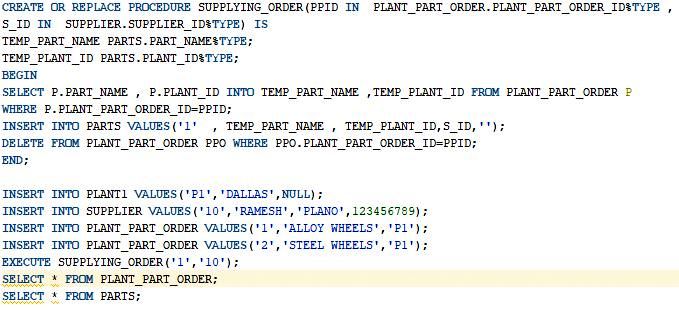 CREATE OR REPLACE PROCEDURE SUPPLYING_ORDER(PPID IN  PLANT_PART_ORDER.PLANT_PART_ORDER_ID%TYPE ,
S_ID IN  SUPPLIER.SUPPLIER_ID%TYPE) IS
TEMP_PART_NAME PARTS.PART_NAME%TYPE;
TEMP_PLANT_ID PARTS.PLANT_ID%TYPE;
BEGIN
SELECT P.PART_NAME , P.PLANT_ID INTO TEMP_PART_NAME ,TEMP_PLANT_ID FROM PLANT_PART_ORDER P
WHERE P.PLANT_PART_ORDER_ID=PPID;
INSERT INTO PARTS VALUES('1'  , TEMP_PART_NAME , TEMP_PLANT_ID,S_ID,'');
DELETE FROM PLANT_PART_ORDER PPO WHERE PPO.PLANT_PART_ORDER_ID=PPID;
END;
INSERT INTO PLANT1 VALUES('P1','DALLAS',NULL);
INSERT INTO SUPPLIER VALUES('10','RAMESH','PLANO',123456789);
INSERT INTO PLANT_PART_ORDER VALUES('1','ALLOY WHEELS','P1');
INSERT INTO PLANT_PART_ORDER VALUES('2','STEEL WHEELS','P1');
EXECUTE SUPPLYING_ORDER('1','10');
SELECT * FROM PLANT_PART_ORDER;
SELECT * FROM PARTS;